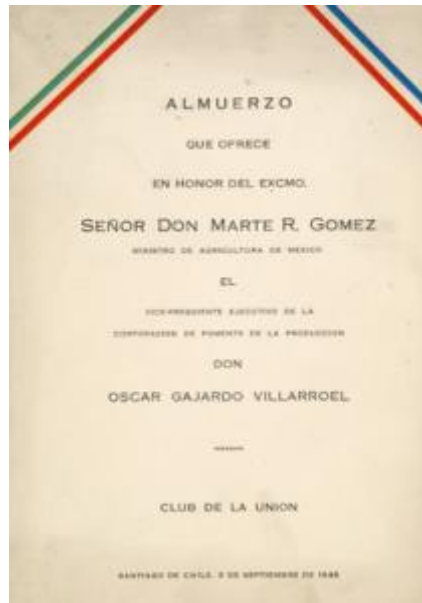 ALMUERZO
QUE OFRECE
EN HONOR DEL EXCMO.
SEÑOR DON MARTE R. GOMEZ
MINISTRO DE AGRICULTURA DE MEXICO
EL
VICE-PRESIDENTE EJECUTIVO DE LA
CORPORACION DE FOMENTO DE LA PRODUCCION
DON
OSCAR GAJARDO VILLARROEL
CLUB DE LA UNION
SANTIAGO DE CHILE, DE SEPTIEMBRE DE